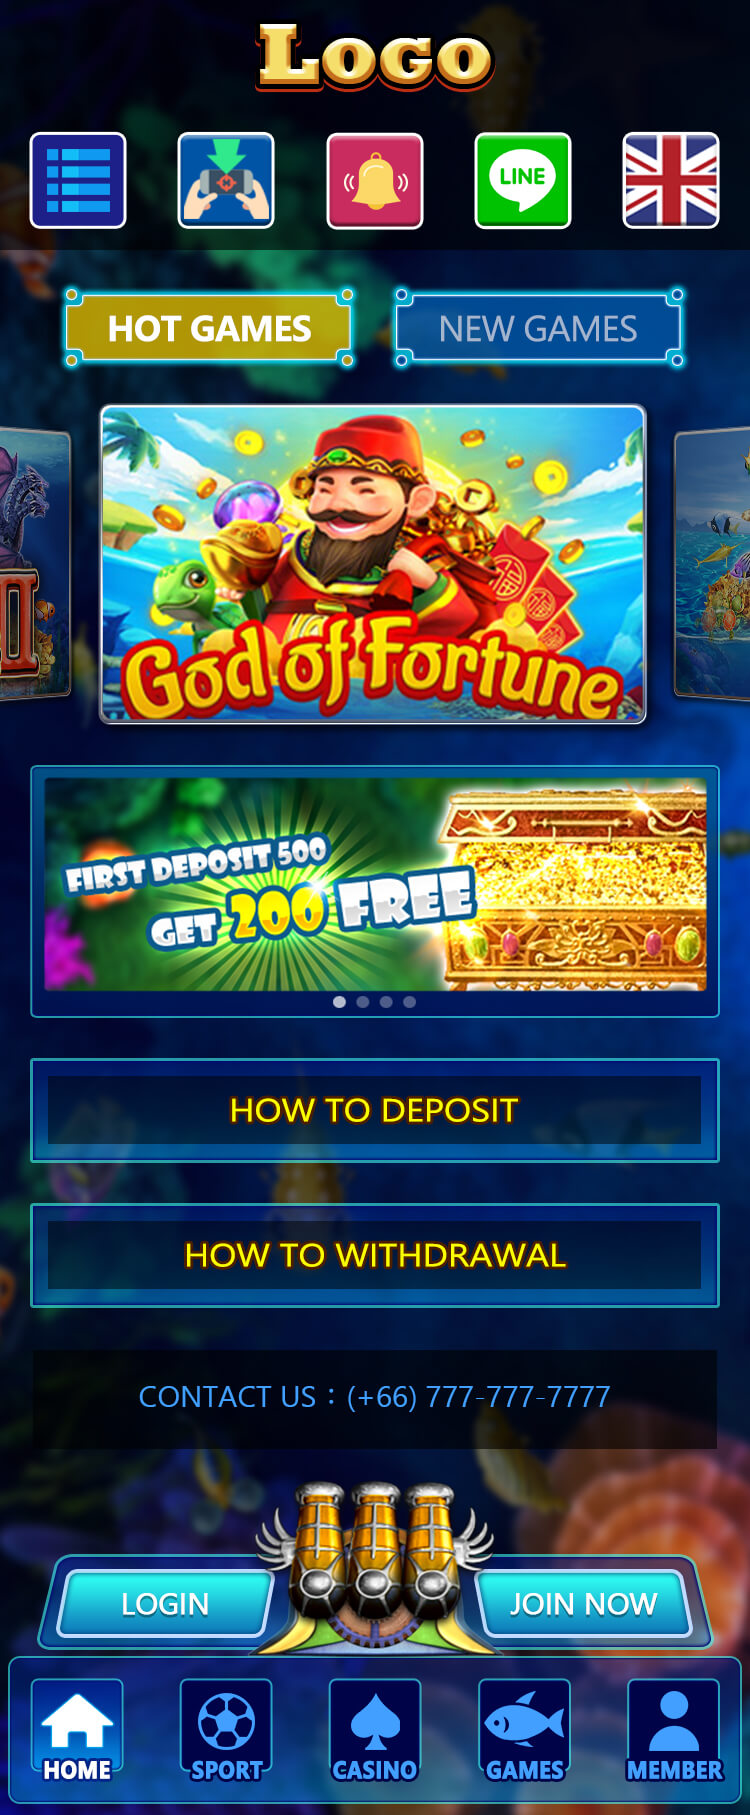 LOGO
LINE
HOT GAMES
NEW GAMES
II
God of Fortune
FIRST DEPOSIT 500
GET 200 FREE
HOW TO DEPOSIT
HOW TO WITHDRAWAL
CONTACT US：(+66) 777-777-7777
LOGIN
JOIN NOW
HOME
SPORT
CASINO
GAMES
MEMBER